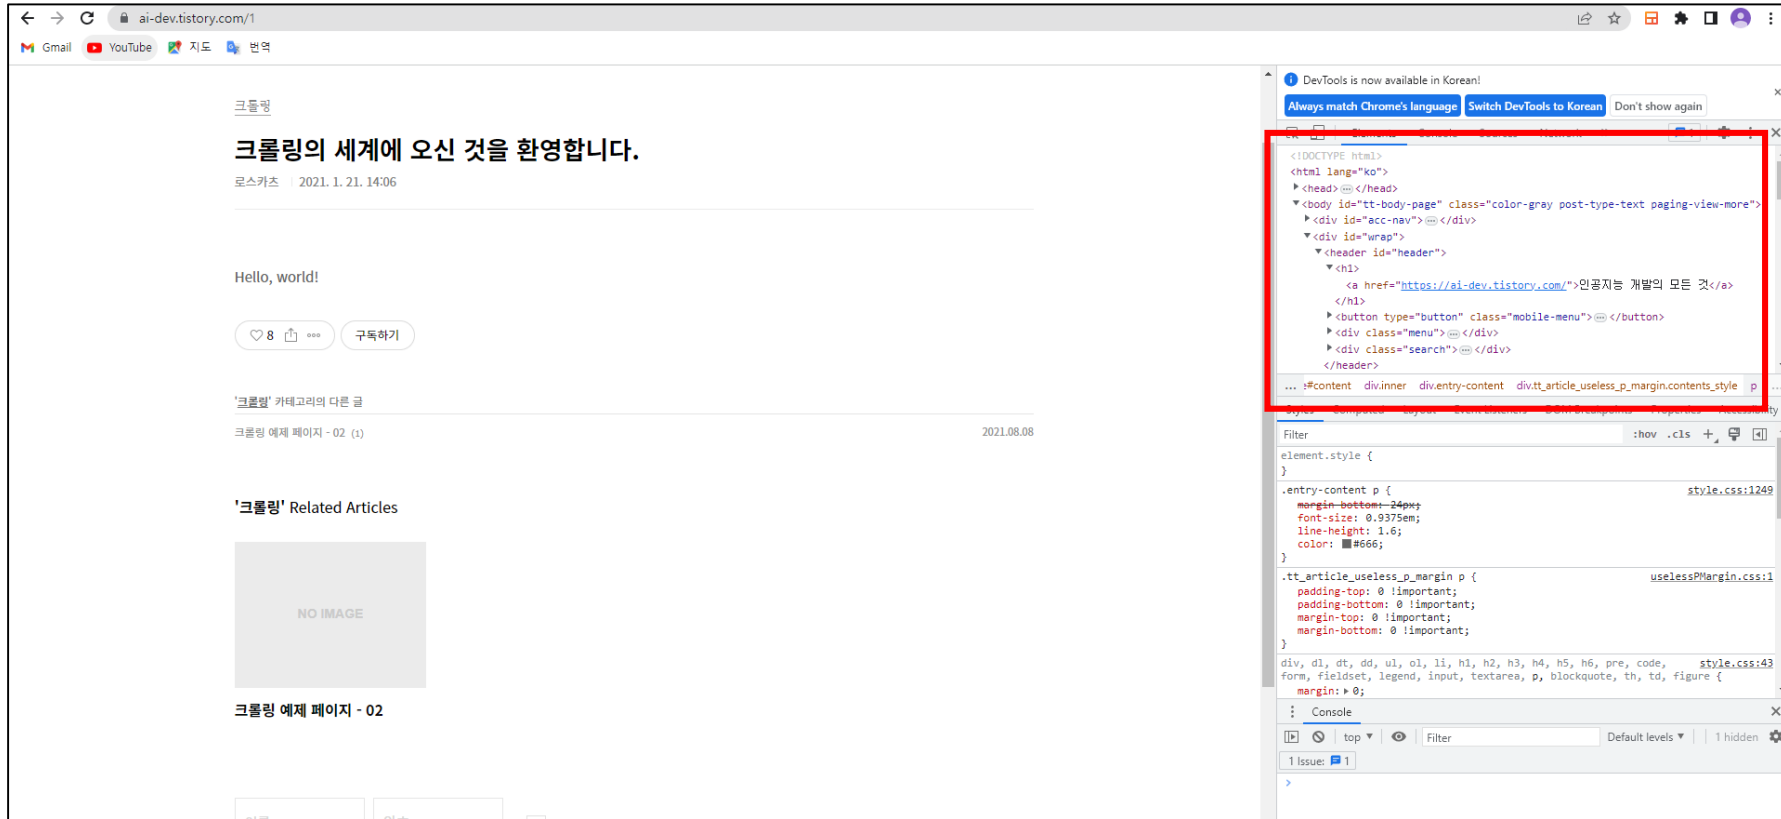 ai-dev.tistory.com/1
Gmail YouTube 지도 번역
크롤링
크롤링의 세계에 오신 것을 환영합니다.
로스카츠 2021. 1. 21. 14:06
Hello, world!
8 구독하기
'크롤링' 카테고리의 다른 글
크롤링 예제 페이지 - 02 (1) 2021.08.08
'크롤링' Related Articles
NO IMAGE
크롤링 예제 페이지 - 02
DevTools is now available in Korean!
Always match Chrome's language Switch DevTools to Korean Don't show again
Elements Console Sources Network
<!DOCTYPE html>
<html lang="ko">
<head>…</head>
<body id="tt-body-page" class="color-gray post-type-text paging-view-more">
<div id="acc-nav">…</div>
<div id="wrap">
<header id="header">
<h1>
<a href="https://ai-dev.tistory.com/">인공지능 개발의 모든 것</a>
</h1>
<button type="button" class="mobile-menu">…</button>
<div class="menu">…</div>
<div class="search">…</div>
</header>
… e#content div.inner div.entry-content div.tt_article_useless_p_margin.contents_style p …
Styles Computed Layout Event Listeners DOM Breakpoints Properties Accessibility
Filter :hov .cls +
element.style {
}
.entry-content p { style.css:1249
margin-bottom: 24px;
font-size: 0.9375em;
line-height: 1.6;
color: #666;
}
.tt_article_useless_p_margin p { uselessPMargin.css:1
padding-top: 0 !important;
padding-bottom: 0 !important;
margin-top: 0 !important;
margin-bottom: 0 !important;
}
div, dl, dt, dd, ul, ol, li, h1, h2, h3, h4, h5, h6, pre, code, style.css:43
form, fieldset, legend, input, textarea, p, blockquote, th, td, figure {
margin: 0;
Console
top Filter Default levels 1 hidden
1 Issue: 1